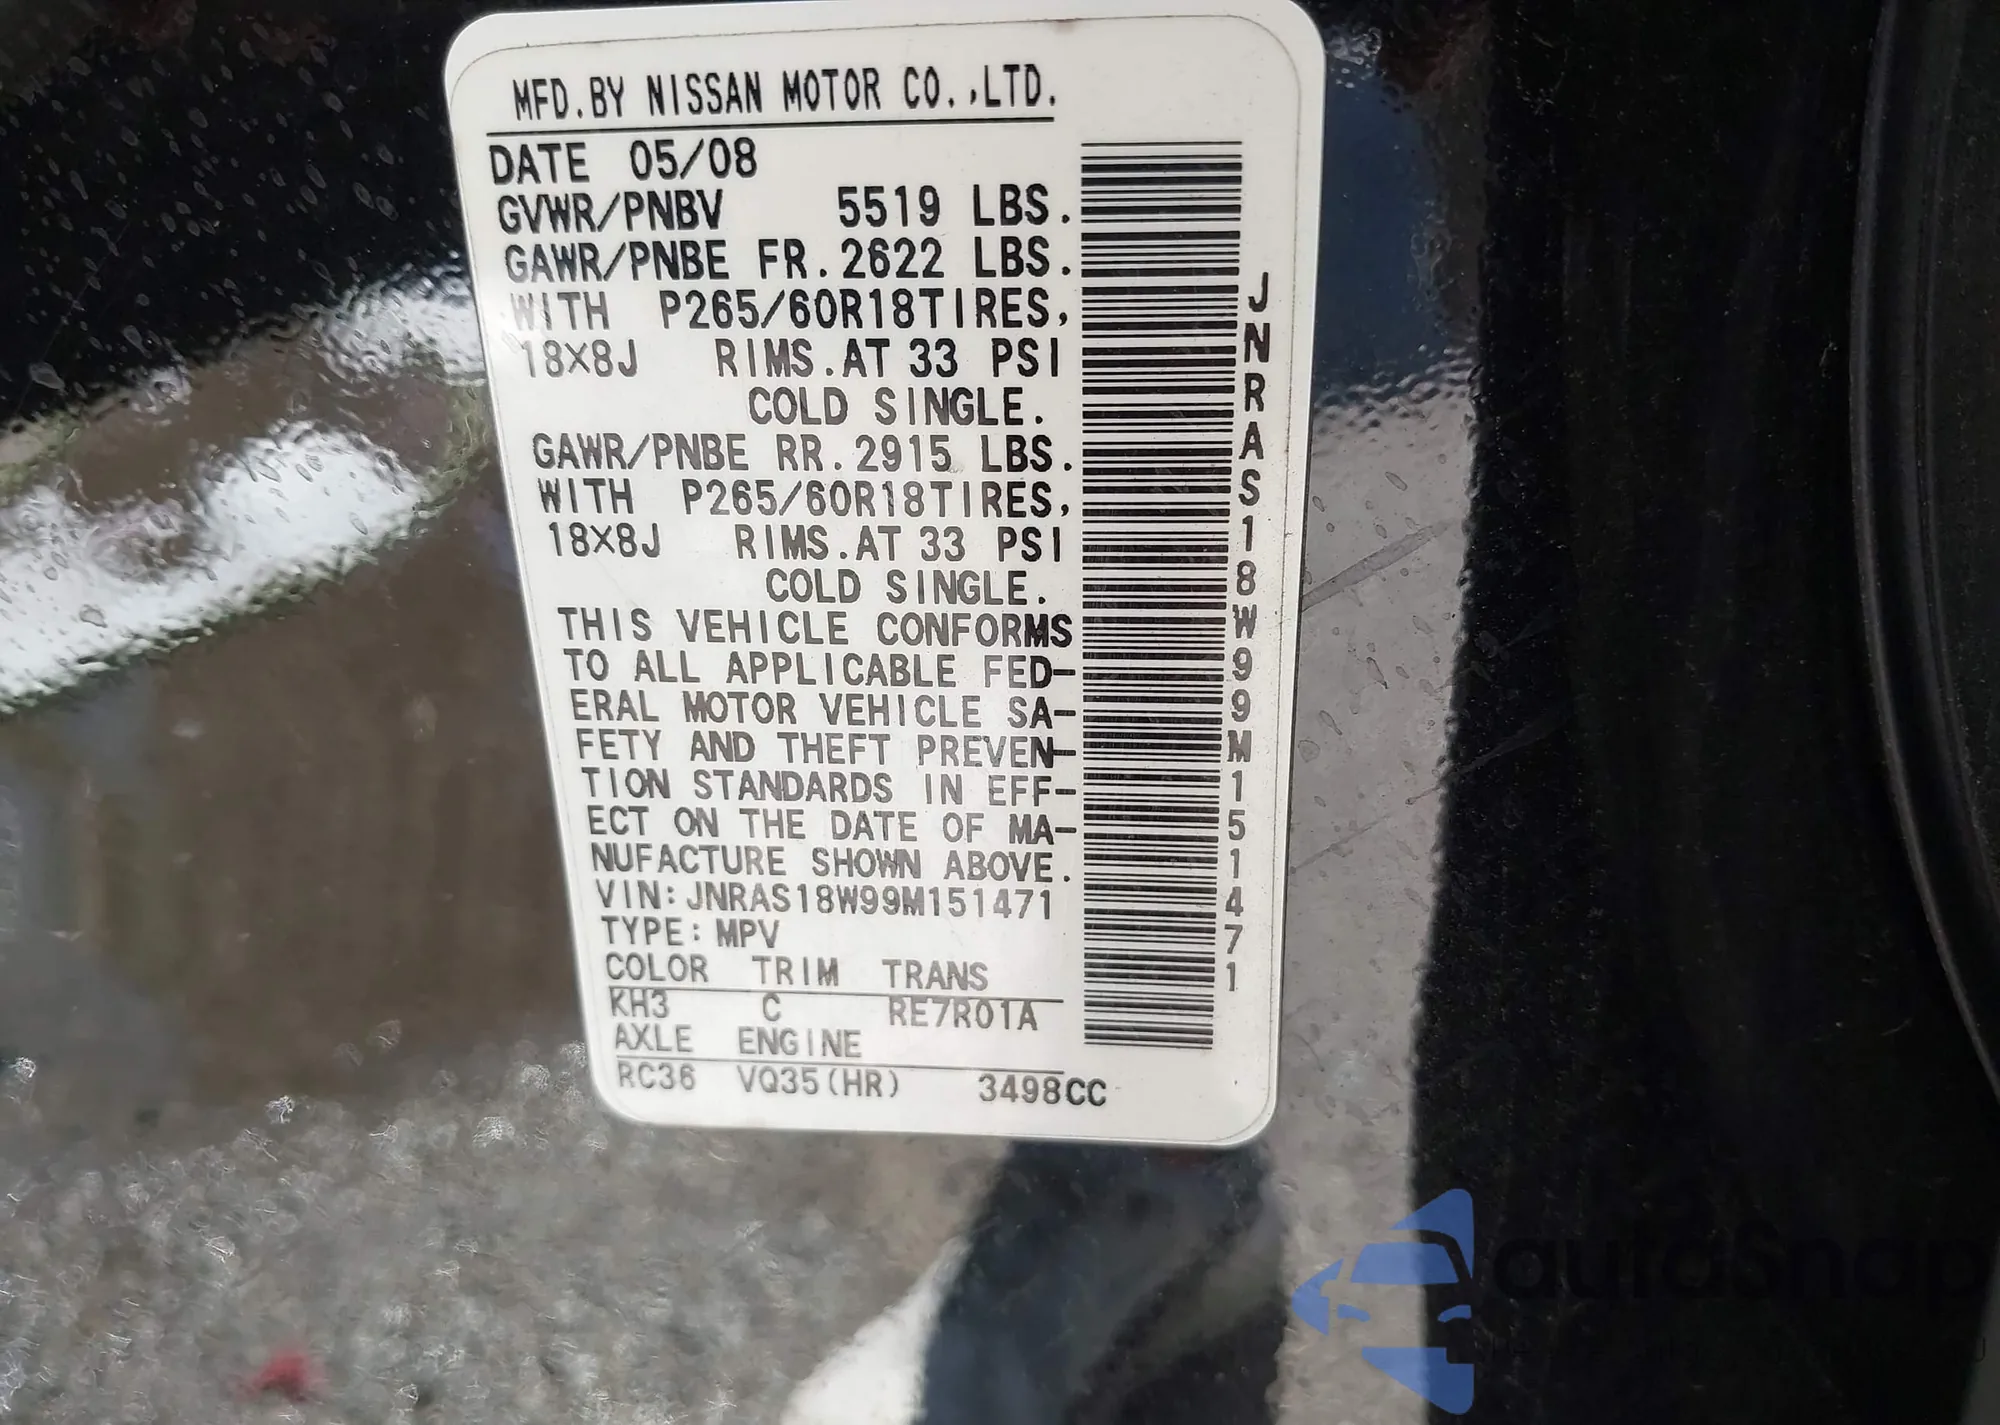 MFD.BY NISSAN MOTOR CO.,LTD.
DATE 05/08
GVWR/PNBV 5519 LBS.
GAWR/PNBE FR.2622 LBS.
WITH P265/60R18TIRES,
18X8J RIMS.AT 33 PSI
COLD SINGLE.
GAWR/PNBE RR.2915 LBS.
WITH P265/60R18TIRES,
18X8J RIMS.AT 33 PSI
COLD SINGLE.
THIS VEHICLE CONFORMS
TO ALL APPLICABLE FED-
ERAL MOTOR VEHICLE SA-
FETY AND THEFT PREVEN-
TION STANDARDS IN EFF-
ECT ON THE DATE OF MA-
NUFACTURE SHOWN ABOVE.
VIN:JNRAS18W99M151471
TYPE:MPV
COLOR TRIM TRANS
KH3 C RE7R01A
AXLE ENGINE
RC36 VQ35(HR) 3498CC
JNRAS18W99M151471
autosnap